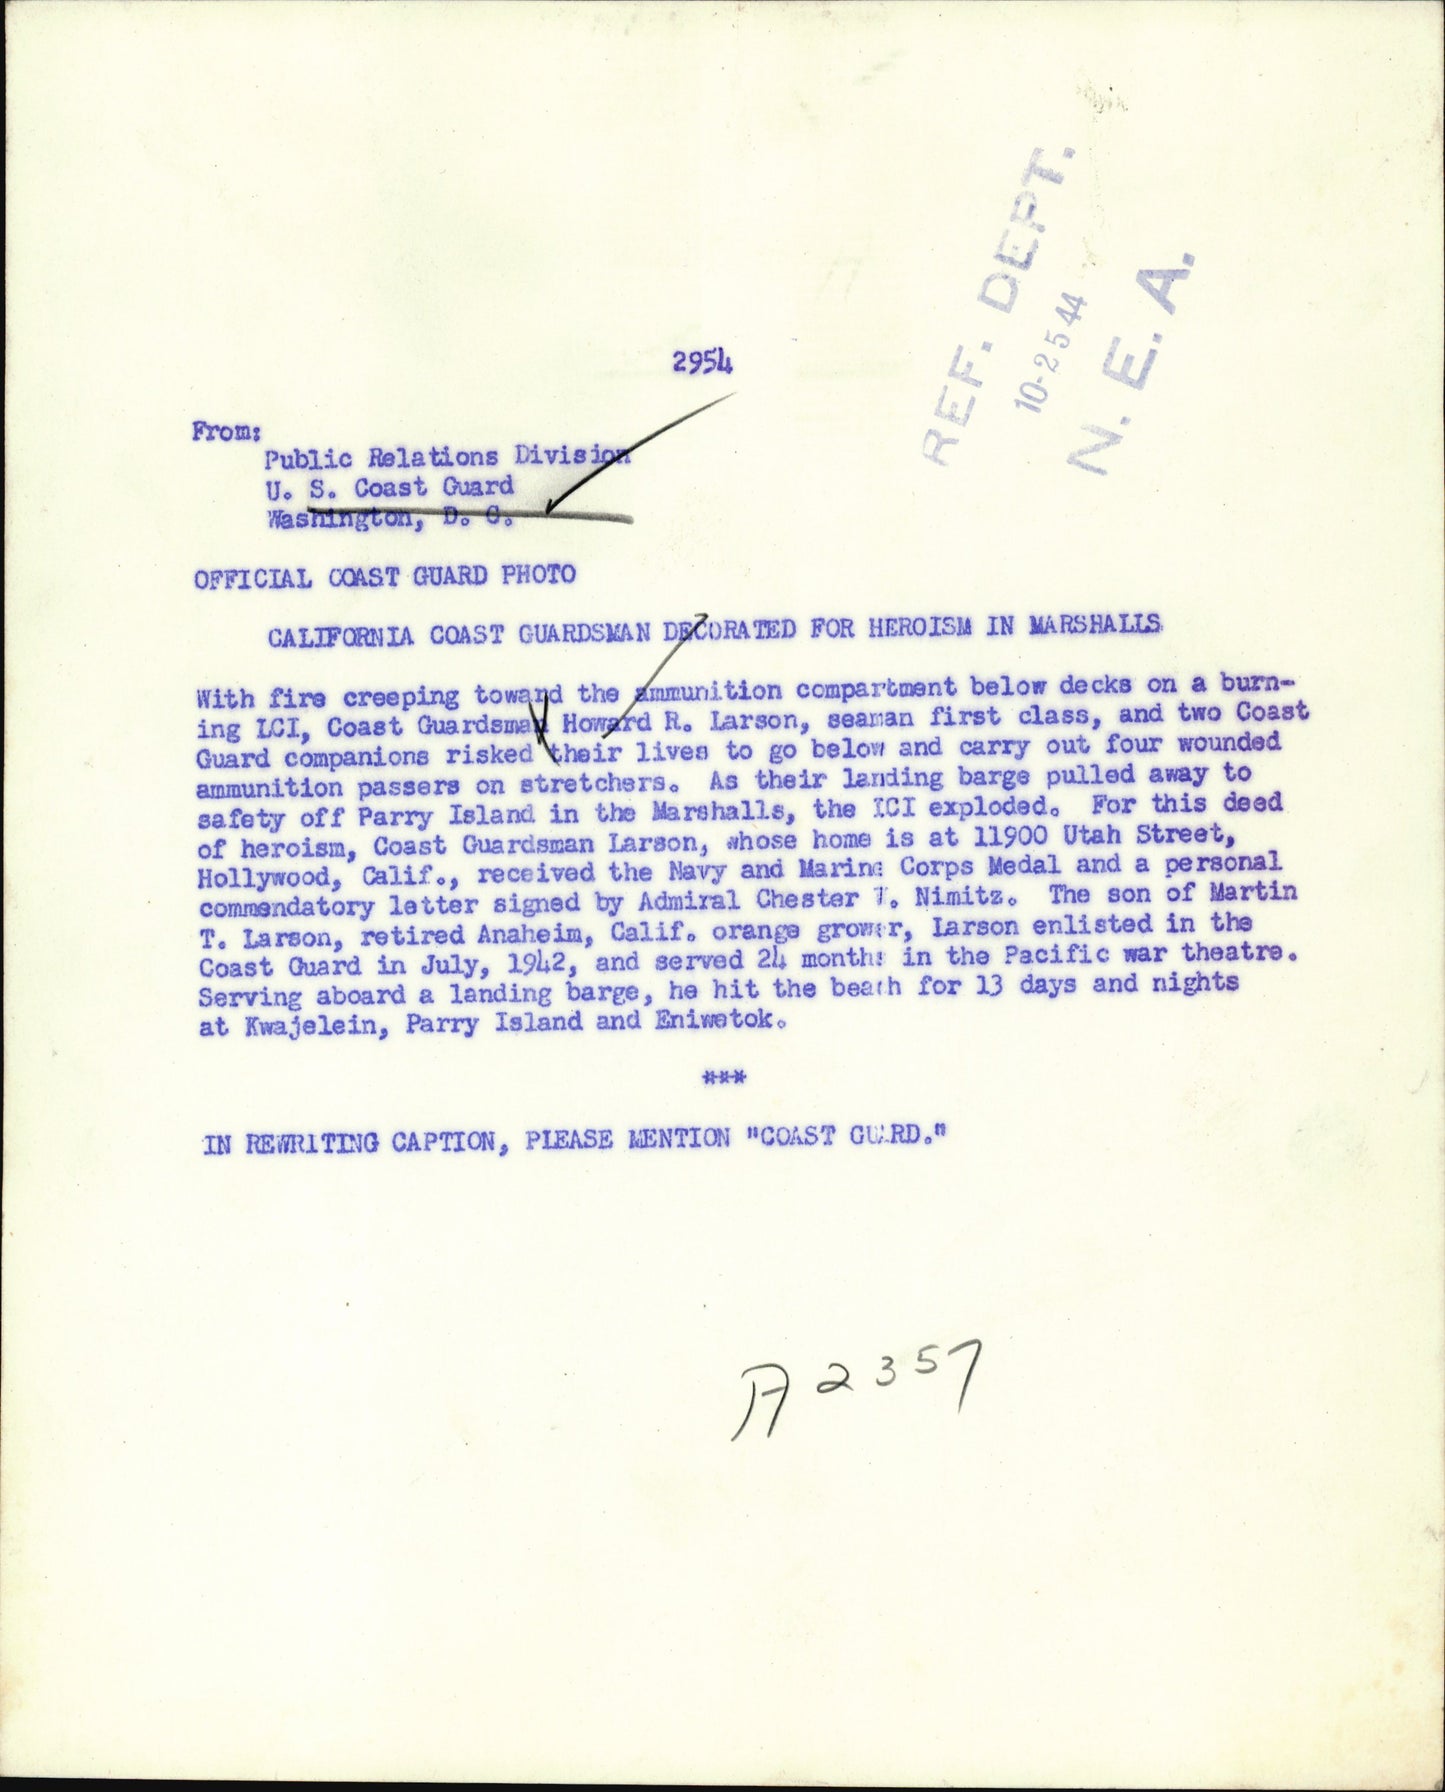 REF. DEPT.
10-25 44
N. E. A.
2954
From:
Public Relations Division
U. S. Coast Guard
Washington, D. C.
OFFICIAL COAST GUARD PHOTO
CALIFORNIA COAST GUARDSMAN DECORATED FOR HEROISM IN MARSHALLS
With fire creeping toward the ammunition compartment below decks on a burn-
ing LCI, Coast Guardsman Howard R. Larson, seaman first class, and two Coast
Guard companions risked their lives to go below and carry out four wounded
ammunition passers on stretchers. As their landing barge pulled away to
safety off Parry Island in the Marshalls, the LCI exploded. For this deed
of heroism, Coast Guardsman Larson, whose home is at 11900 Utah Street,
Hollywood, Calif., received the Navy and Marine Corps Medal and a personal
commendatory letter signed by Admiral Chester W. Nimitz. The son of Martin
T. Larson, retired Anaheim, Calif. orange grower, Larson enlisted in the
Coast Guard in July, 1942, and served 24 months in the Pacific war theatre.
Serving aboard a landing barge, he hit the beach for 13 days and nights
at Kwajelein, Parry Island and Eniwetok.
***
IN REWRITING CAPTION, PLEASE MENTION "COAST GUARD."
A2357